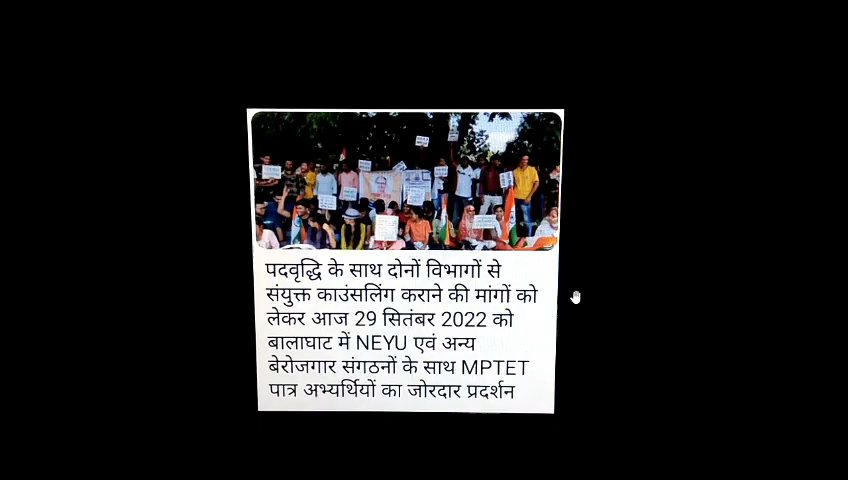 पदवृद्धि के साथ दोनों विभागों से
संयुक्त काउंसलिंग कराने की मांगों को
लेकर आज 29 सितंबर 2022 को
बालाघाट में NEYU एवं अन्य
बेरोजगार संगठनों के साथ MPTET
पात्र अभ्यर्थियों का जोरदार प्रदर्शन